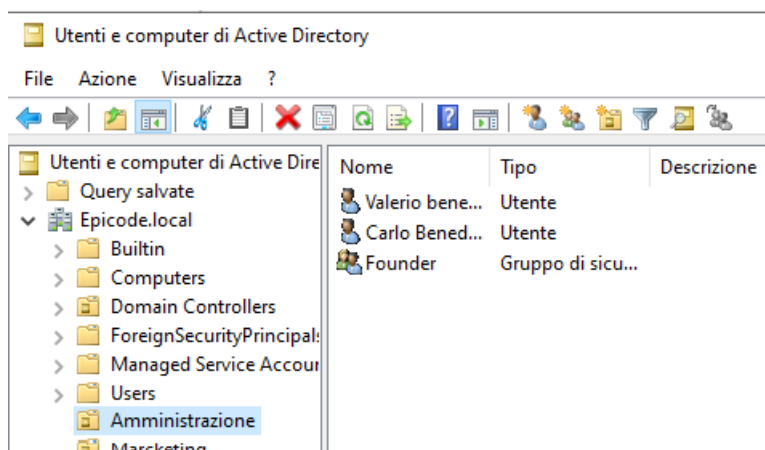 Utenti e computer di Active Directory
File Azione Visualizza ?
Utenti e computer di Active Dire
Query salvate
Epicode.local
Builtin
Computers
Domain Controllers
ForeignSecurityPrincipals
Managed Service Accour
Users
Amministrazione
Marcketing
Nome Tipo Descrizione
Valerio bene... Utente
Carlo Bened... Utente
Founder Gruppo di sicu...